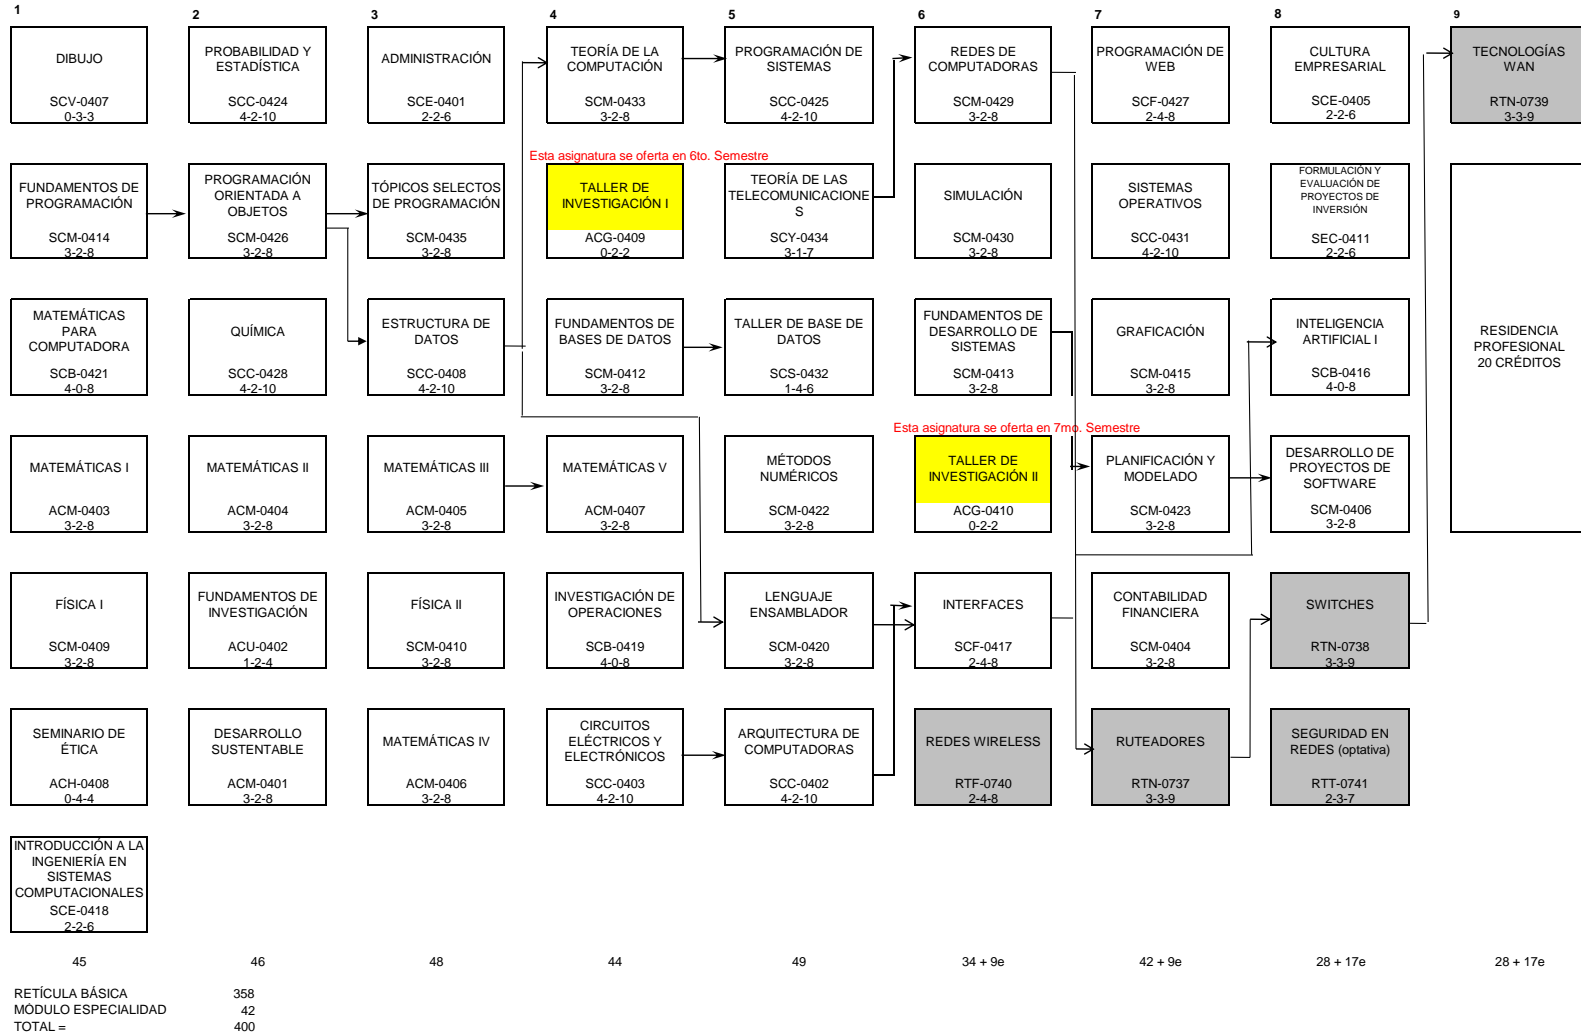 1 2 3 4 5 6 7 8 9
DIBUJO
SCV-0407
0-3-3
PROBABILIDAD Y
ESTADÍSTICA
SCC-0424
4-2-10
ADMINISTRACIÓN
SCE-0401
2-2-6
TEORÍA DE LA
COMPUTACIÓN
SCM-0433
3-2-8
PROGRAMACIÓN DE
SISTEMAS
SCC-0425
4-2-10
REDES DE
COMPUTADORAS
SCM-0429
3-2-8
PROGRAMACIÓN DE
WEB
SCF-0427
2-4-8
CULTURA
EMPRESARIAL
SCE-0405
2-2-6
TECNOLOGÍAS
WAN
RTN-0739
3-3-9
Esta asignatura se oferta en 6to. Semestre
FUNDAMENTOS DE
PROGRAMACIÓN
SCM-0414
3-2-8
PROGRAMACIÓN
ORIENTADA A
OBJETOS
SCM-0426
3-2-8
TÓPICOS SELECTOS
DE PROGRAMACIÓN
SCM-0435
3-2-8
TALLER DE
INVESTIGACIÓN I
ACG-0409
0-2-2
TEORÍA DE LAS
TELECOMUNICACIONE
S
SCY-0434
3-1-7
SIMULACIÓN
SCM-0430
3-2-8
SISTEMAS
OPERATIVOS
SCC-0431
4-2-10
FORMULACIÓN Y
EVALUACIÓN DE
PROYECTOS DE
INVERSIÓN
SEC-0411
2-2-6
RESIDENCIA
PROFESIONAL
20 CRÉDITOS
MATEMÁTICAS
PARA
COMPUTADORA
SCB-0421
4-0-8
QUÍMICA
SCC-0428
4-2-10
ESTRUCTURA DE
DATOS
SCC-0408
4-2-10
FUNDAMENTOS DE
BASES DE DATOS
SCM-0412
3-2-8
TALLER DE BASE DE
DATOS
SCS-0432
1-4-6
FUNDAMENTOS DE
DESARROLLO DE
SISTEMAS
SCM-0413
3-2-8
GRAFICACIÓN
SCM-0415
3-2-8
INTELIGENCIA
ARTIFICIAL I
SCB-0416
4-0-8
Esta asignatura se oferta en 7mo. Semestre
MATEMÁTICAS I
ACM-0403
3-2-8
MATEMÁTICAS II
ACM-0404
3-2-8
MATEMÁTICAS III
ACM-0405
3-2-8
MATEMÁTICAS V
ACM-0407
3-2-8
MÉTODOS
NUMÉRICOS
SCM-0422
3-2-8
TALLER DE
INVESTIGACIÓN II
ACG-0410
0-2-2
PLANIFICACIÓN Y
MODELADO
SCM-0423
3-2-8
DESARROLLO DE
PROYECTOS DE
SOFTWARE
SCM-0406
3-2-8
FÍSICA I
SCM-0409
3-2-8
FUNDAMENTOS DE
INVESTIGACIÓN
ACU-0402
1-2-4
FÍSICA II
SCM-0410
3-2-8
INVESTIGACIÓN DE
OPERACIONES
SCB-0419
4-0-8
LENGUAJE
ENSAMBLADOR
SCM-0420
3-2-8
INTERFACES
SCF-0417
2-4-8
CONTABILIDAD
FINANCIERA
SCM-0404
3-2-8
SWITCHES
RTN-0738
3-3-9
SEMINARIO DE
ÉTICA
ACH-0408
0-4-4
DESARROLLO
SUSTENTABLE
ACM-0401
3-2-8
MATEMÁTICAS IV
ACM-0406
3-2-8
CIRCUITOS
ELÉCTRICOS Y
ELECTRÓNICOS
SCC-0403
4-2-10
ARQUITECTURA DE
COMPUTADORAS
SCC-0402
4-2-10
REDES WIRELESS
RTF-0740
2-4-8
RUTEADORES
RTN-0737
3-3-9
SEGURIDAD EN
REDES (optativa)
RTT-0741
2-3-7
INTRODUCCIÓN A LA
INGENIERÍA EN
SISTEMAS
COMPUTACIONALES
SCE-0418
2-2-6
45 46 48 44 49 34 + 9e 42 + 9e 28 + 17e 28 + 17e
RETÍCULA BÁSICA 358
MÓDULO ESPECIALIDAD 42
TOTAL = 400